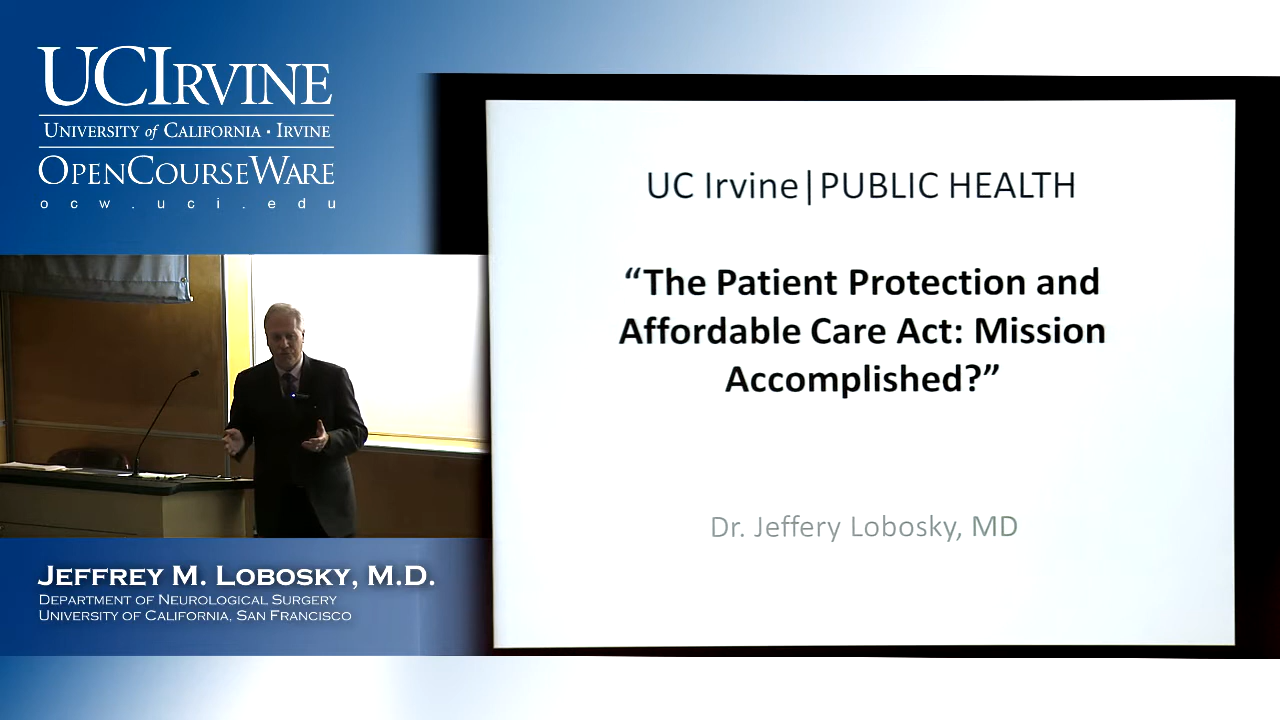 UCIRVINE
UNIVERSITY of CALIFORNIA · IRVINE
OPENCOURSEWARE
ocw.uci.edu
UC Irvine|PUBLIC HEALTH
“The Patient Protection and
Affordable Care Act: Mission
Accomplished?”
Dr. Jeffery Lobosky, MD
JEFFREY M. LOBOSKY, M.D.
DEPARTMENT OF NEUROLOGICAL SURGERY
UNIVERSITY OF CALIFORNIA, SAN FRANCISCO